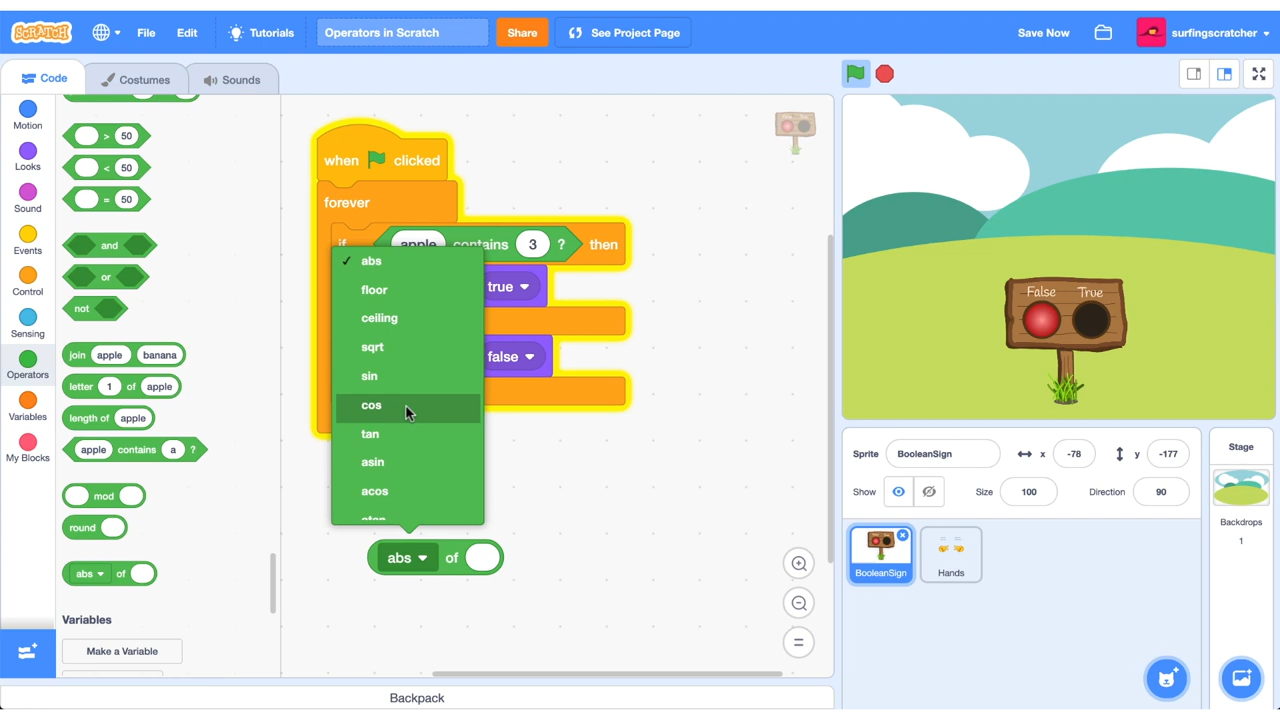 SCRATCH File Edit Tutorials Operators in Scratch Share See Project Page Save Now surfingscratcher
Code Costumes Sounds
Motion
Looks
Sound
Events
Control
Sensing
Operators
Variables
My Blocks
> 50
< 50
= 50
and
or
not
join apple banana
letter 1 of apple
length of apple
apple contains a ?
mod
round
abs of
Variables
Make a Variable
when clicked
forever
if apple contains 3 ? then
true
false
abs
floor
ceiling
sqrt
sin
cos
tan
asin
acos
atan
abs of
Backpack
False True
Sprite BooleanSign x -78 y -177
Show Size 100 Direction 90
BooleanSign
Hands
Stage
Backdrops
1